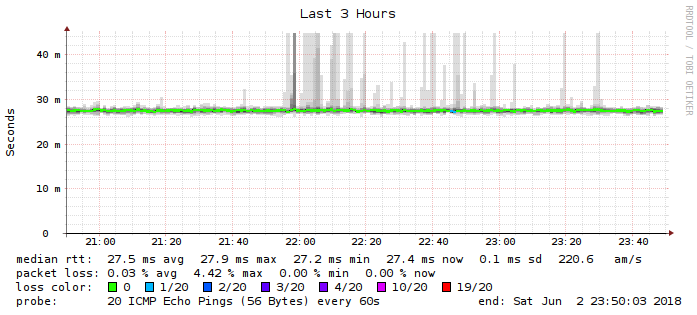 Last 3 Hours
RRDTOOL / TOBI OETIKER
Seconds
40 m
30 m
20 m
10 m
0
21:00 21:20 21:40 22:00 22:20 22:40 23:00 23:20 23:40
median rtt: 27.5 ms avg 27.9 ms max 27.2 ms min 27.4 ms now 0.1 ms sd 220.6 am/s
packet loss: 0.03 % avg 4.42 % max 0.00 % min 0.00 % now
loss color: 0 1/20 2/20 3/20 4/20 10/20 19/20
probe: 20 ICMP Echo Pings (56 Bytes) every 60s end: Sat Jun 2 23:50:03 2018